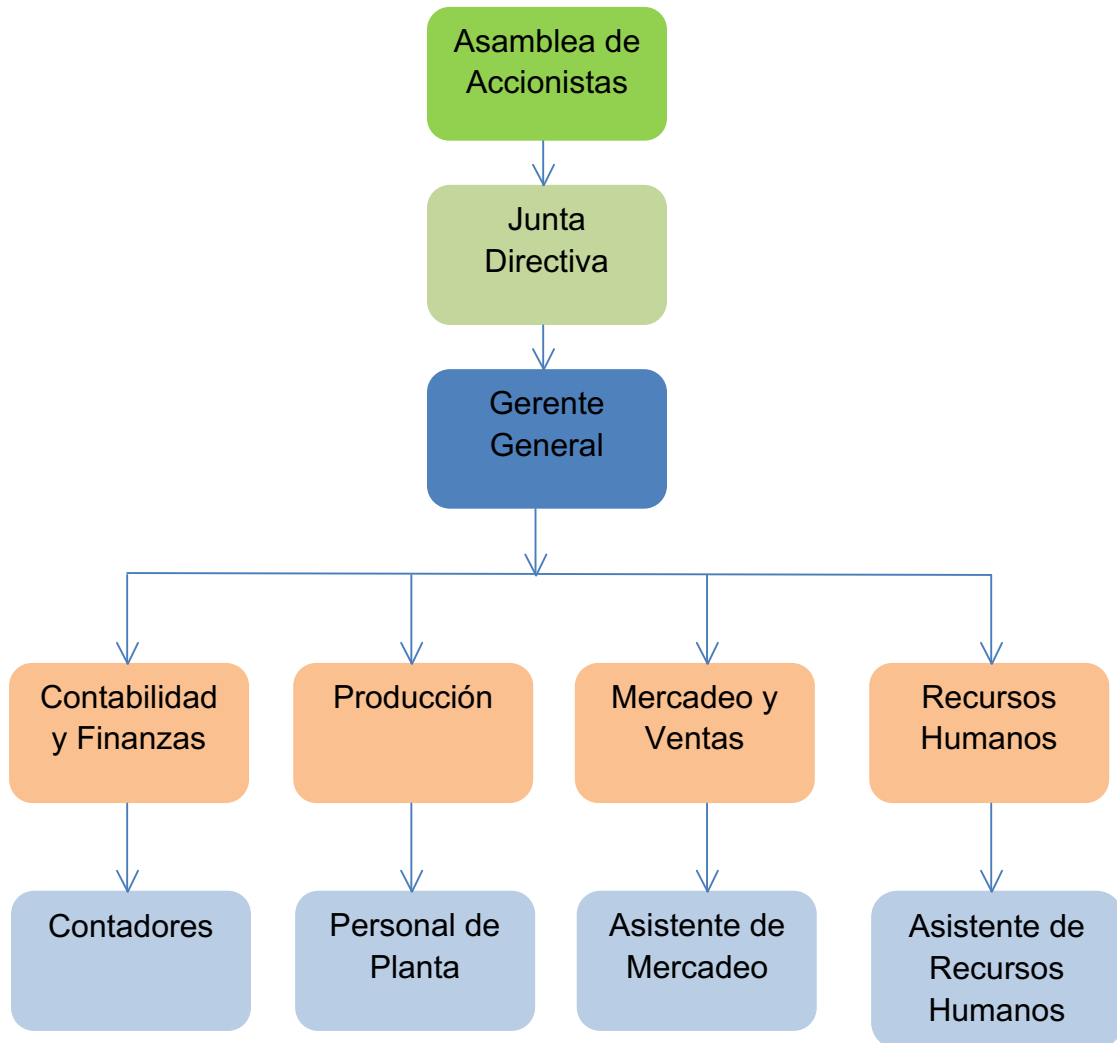 Asamblea de
Accionistas
Junta
Directiva
Gerente
General
Contabilidad
y Finanzas
Producción
Mercadeo y
Ventas
Recursos
Humanos
Contadores
Personal de
Planta
Asistente de
Mercadeo
Asistente de
Recursos
Humanos